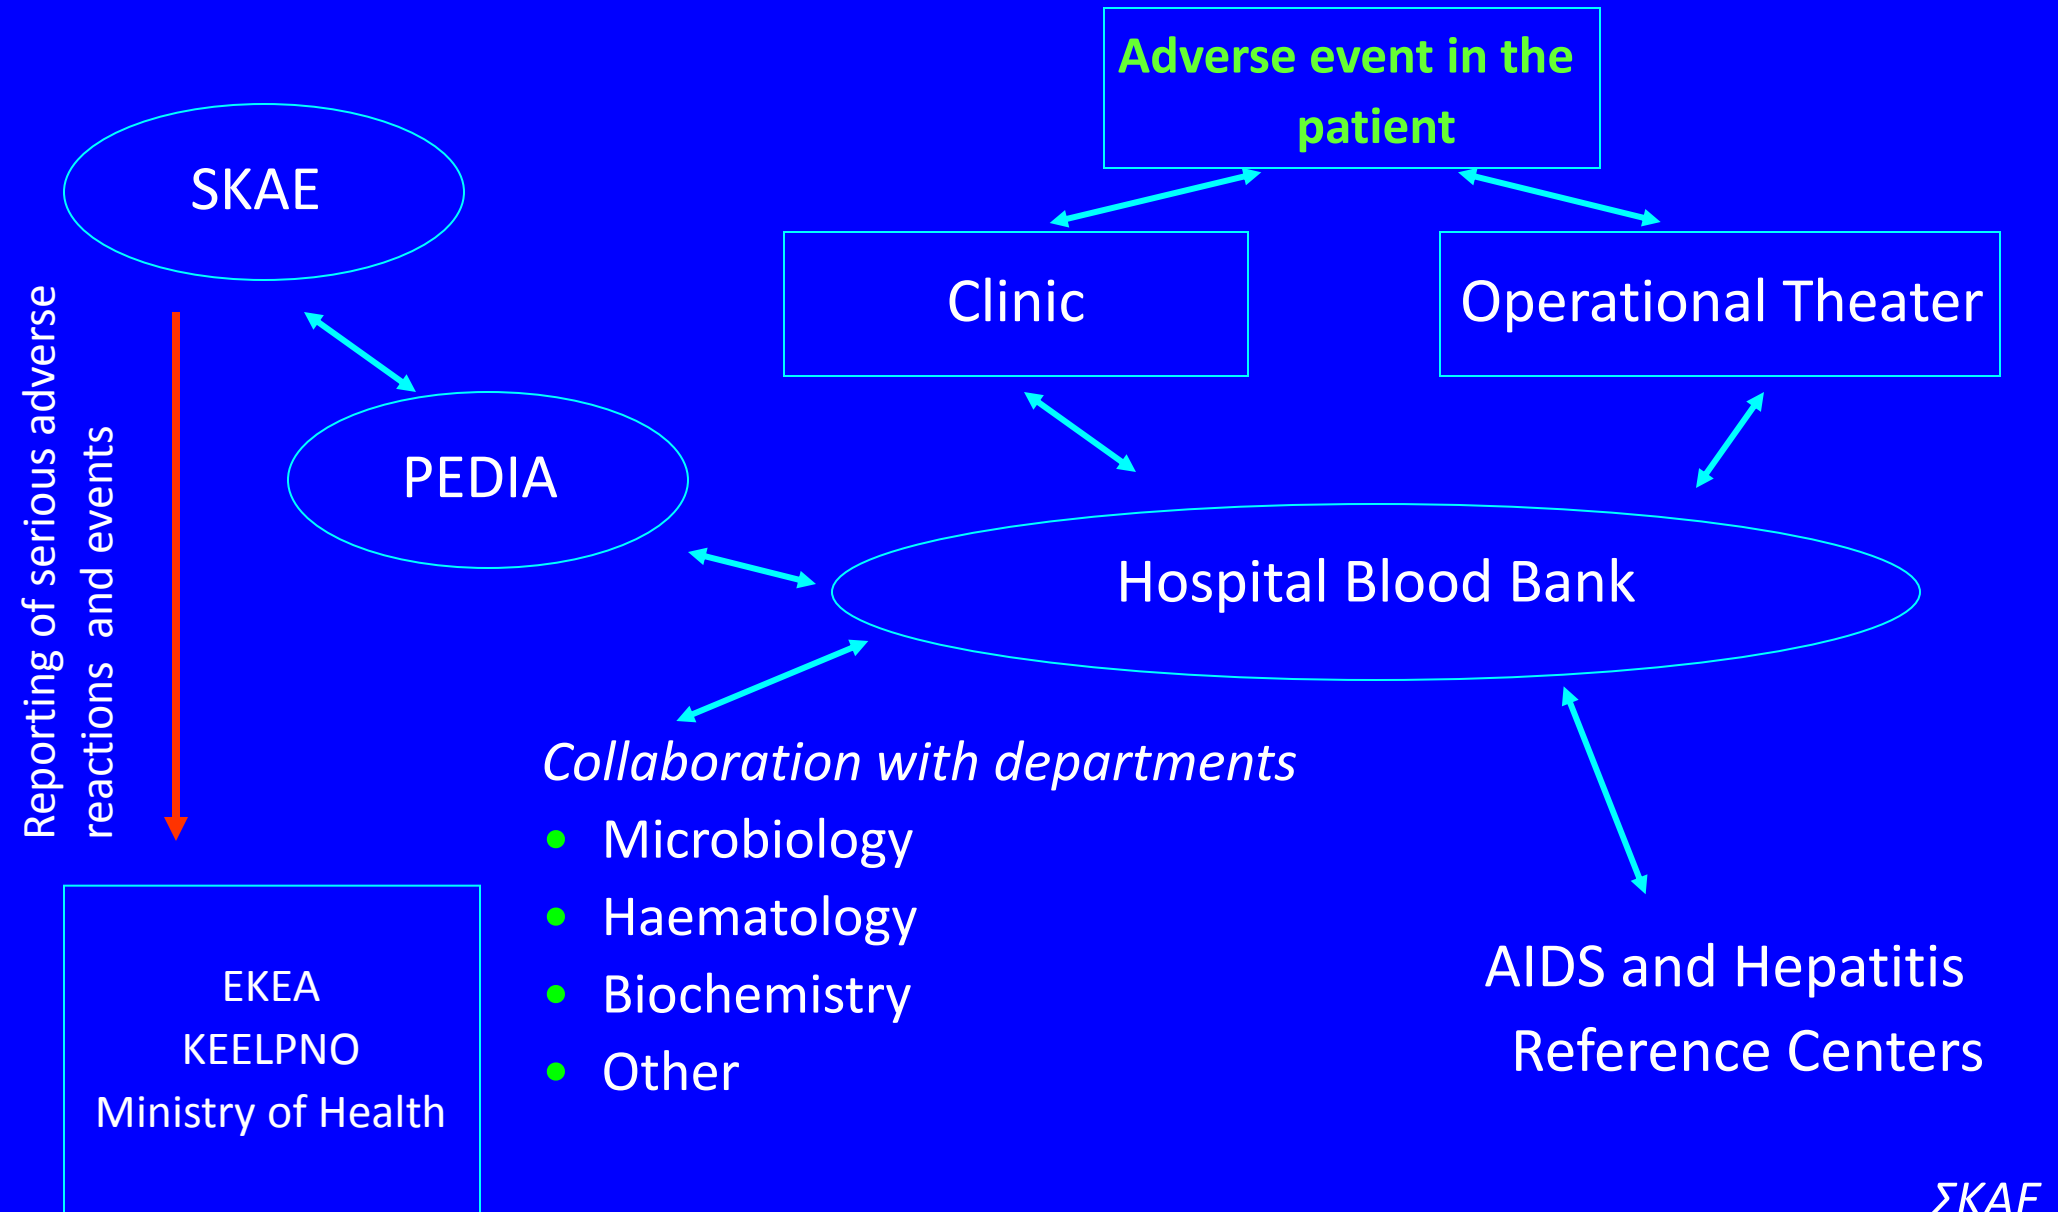 Adverse event in the
patient
SKAE
Clinic
Operational Theater
Reporting of serious adverse
reactions and events
PEDIA
Hospital Blood Bank
Collaboration with departments
• Microbiology
• Haematology
• Biochemistry
• Other
EKEA
KEELPNO
Ministry of Health
AIDS and Hepatitis
Reference Centers
ΣΚΑΕ